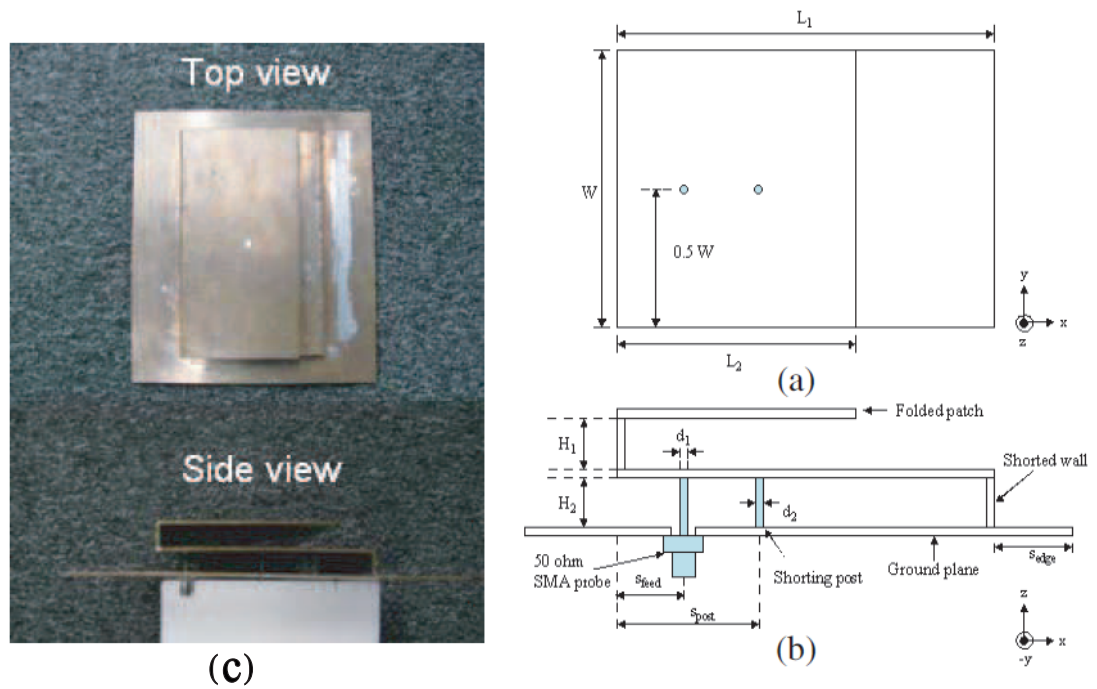 Top view
Side view
(c)
L1
W
0.5 W
L2
y
x
z
(a)
Folded patch
H1
d1
Shorted wall
H2
d2
50 ohm
SMA probe
sfeed
Shorting post
Ground plane
sedge
spost
z
x
-y
(b)